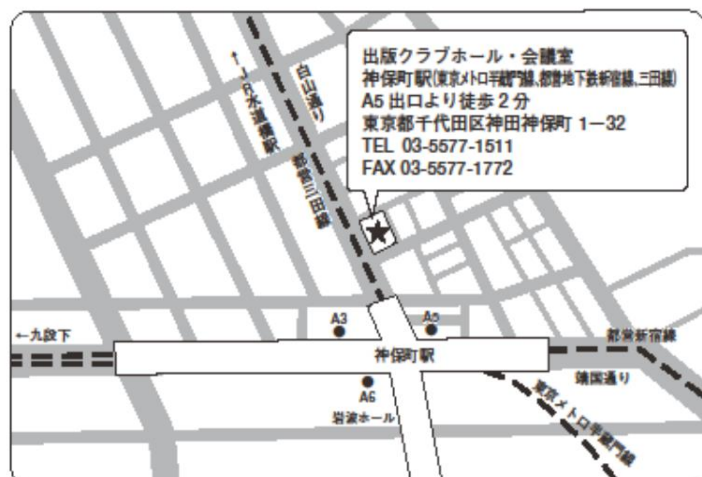 出版クラブホール・会議室
神保町駅(東京メトロ半蔵門線、都営地下鉄新宿線、三田線)
A5 出口より徒歩 2 分
東京都千代田区神田神保町 1―32
TEL 03-5577-1511
FAX 03-5577-1772
←JR水道橋駅
白山通り
都営三田線
A3
A5
←九段下
神保町駅
都営新宿線
靖国通り
A6
岩波ホール
東京メトロ半蔵門線